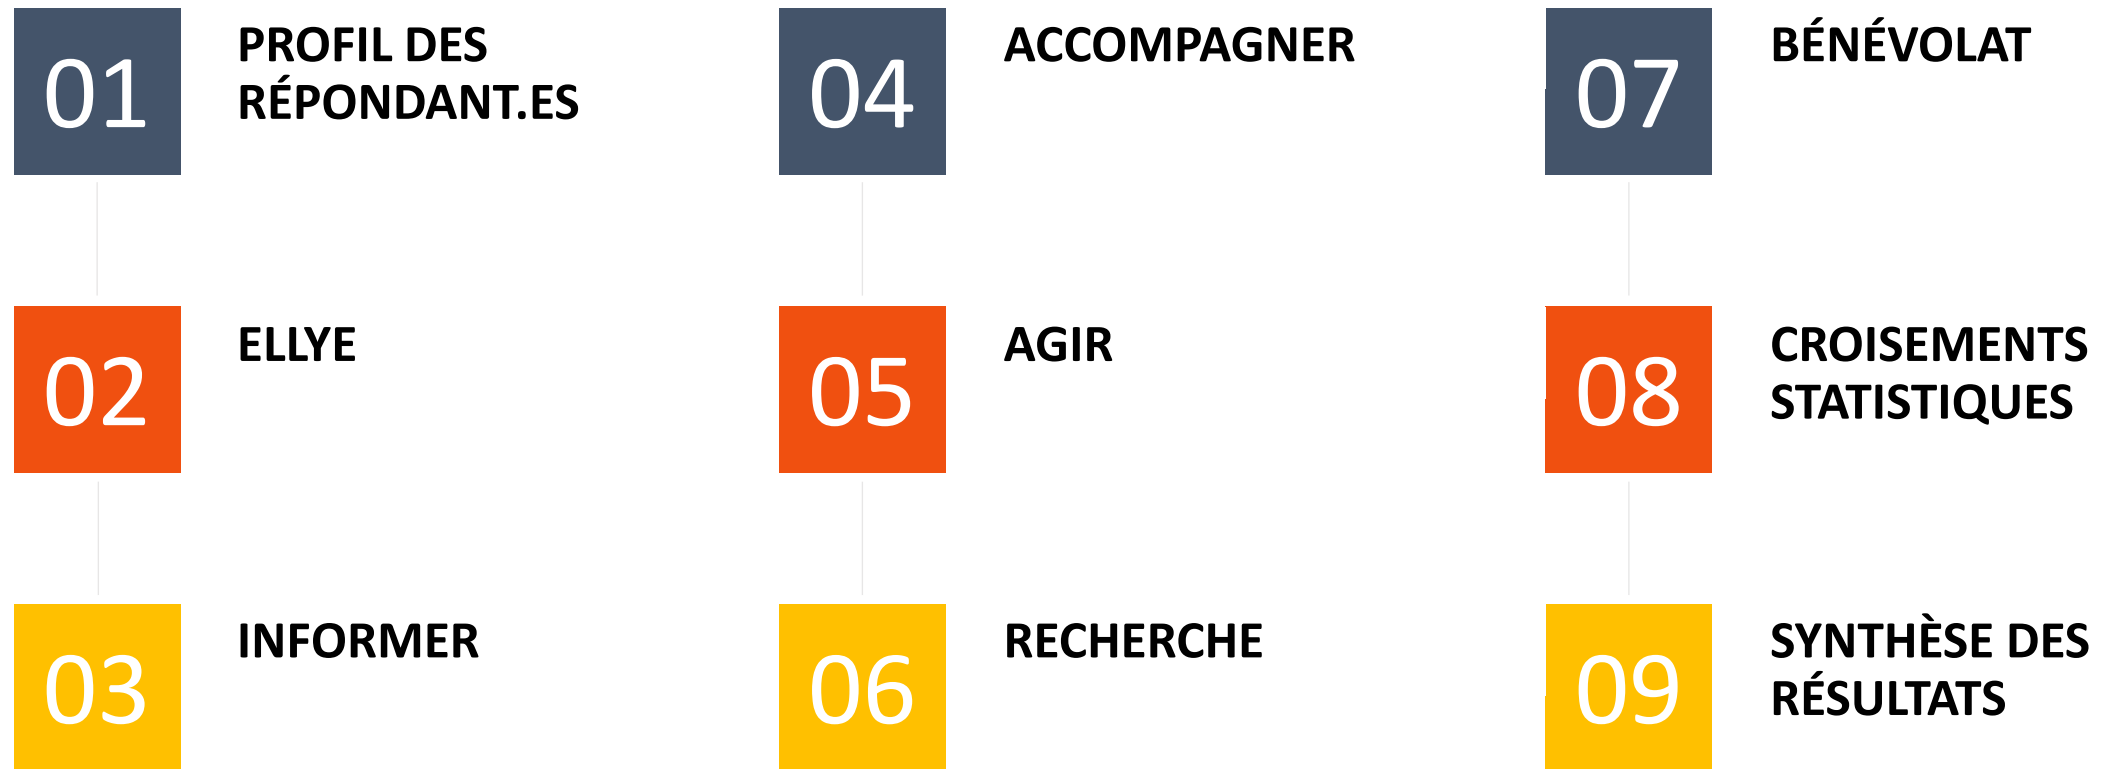 01
PROFIL DES
RÉPONDANT.ES
02
ELLYE
03
INFORMER
04
ACCOMPAGNER
05
AGIR
06
RECHERCHE
07
BÉNÉVOLAT
08
CROISEMENTS
STATISTIQUES
09
SYNTHÈSE DES
RÉSULTATS